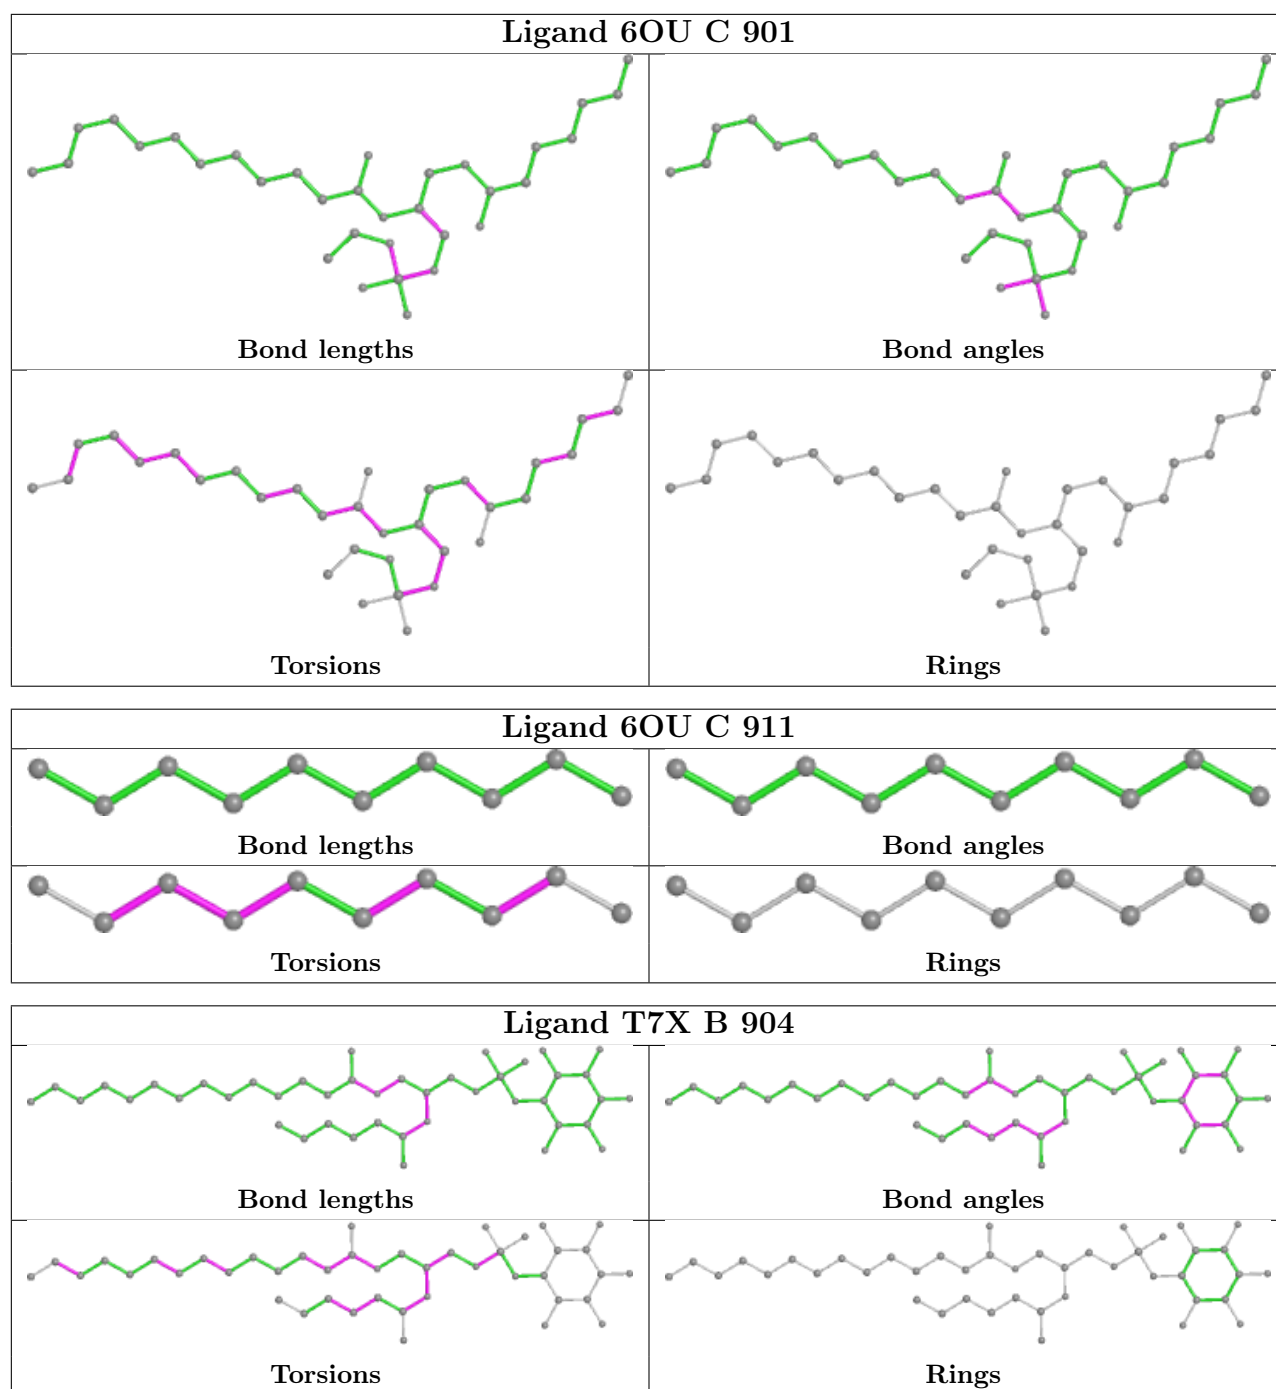 Ligand 6OU C 901
Bond lengths
Bond angles
Torsions
Rings
Ligand 6OU C 911
Bond lengths
Bond angles
Torsions
Rings
Ligand T7X B 904
Bond lengths
Bond angles
Torsions
Rings